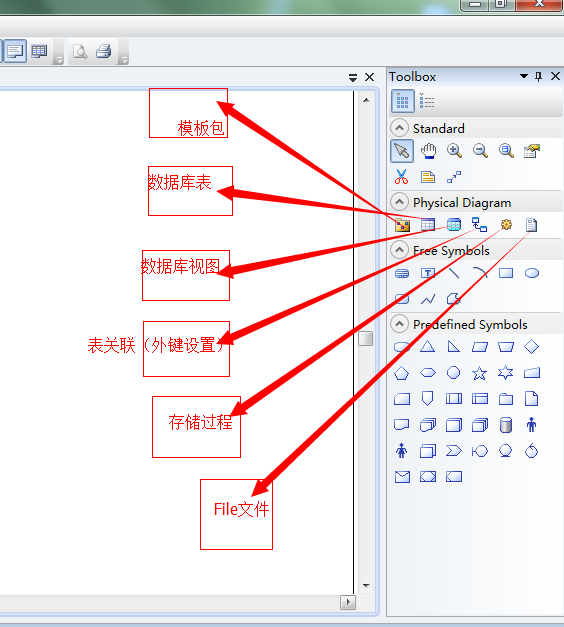 Toolbox
Standard
模板包
数据库表
Physical Diagram
Free Symbols
数据库视图
表关联（外键设置）
Predefined Symbols
存储过程
File文件